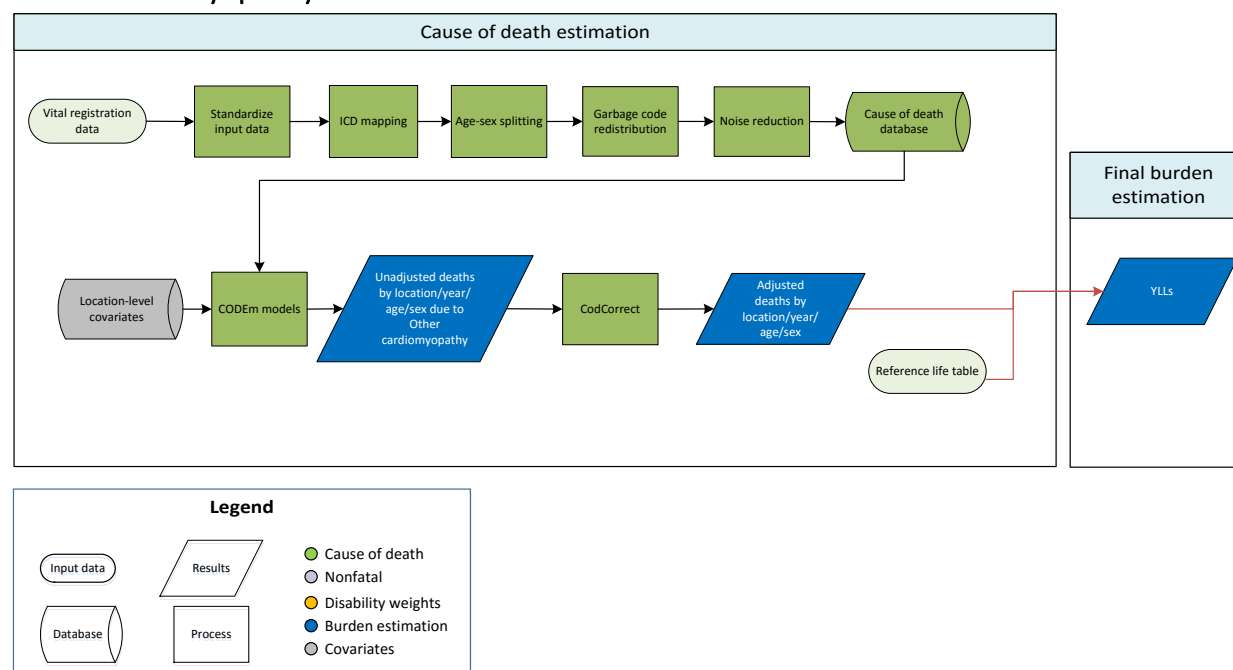 Cause of death estimation
Vital registration
data
Standardize
input data
ICD mapping
Age-sex splitting
Garbage code
redistribution
Noise reduction
Cause of death
database
Final burden
estimation
Location-level
covariates
CODEm models
Unadjusted deaths
by location/year/
age/sex due to
Other
cardiomyopathy
CodCorrect
Adjusted
deaths by
location/year/
age/sex
YLLs
Reference life table
Legend
Input data
Results
Database
Process
Cause of death
Nonfatal
Disability weights
Burden estimation
Covariates